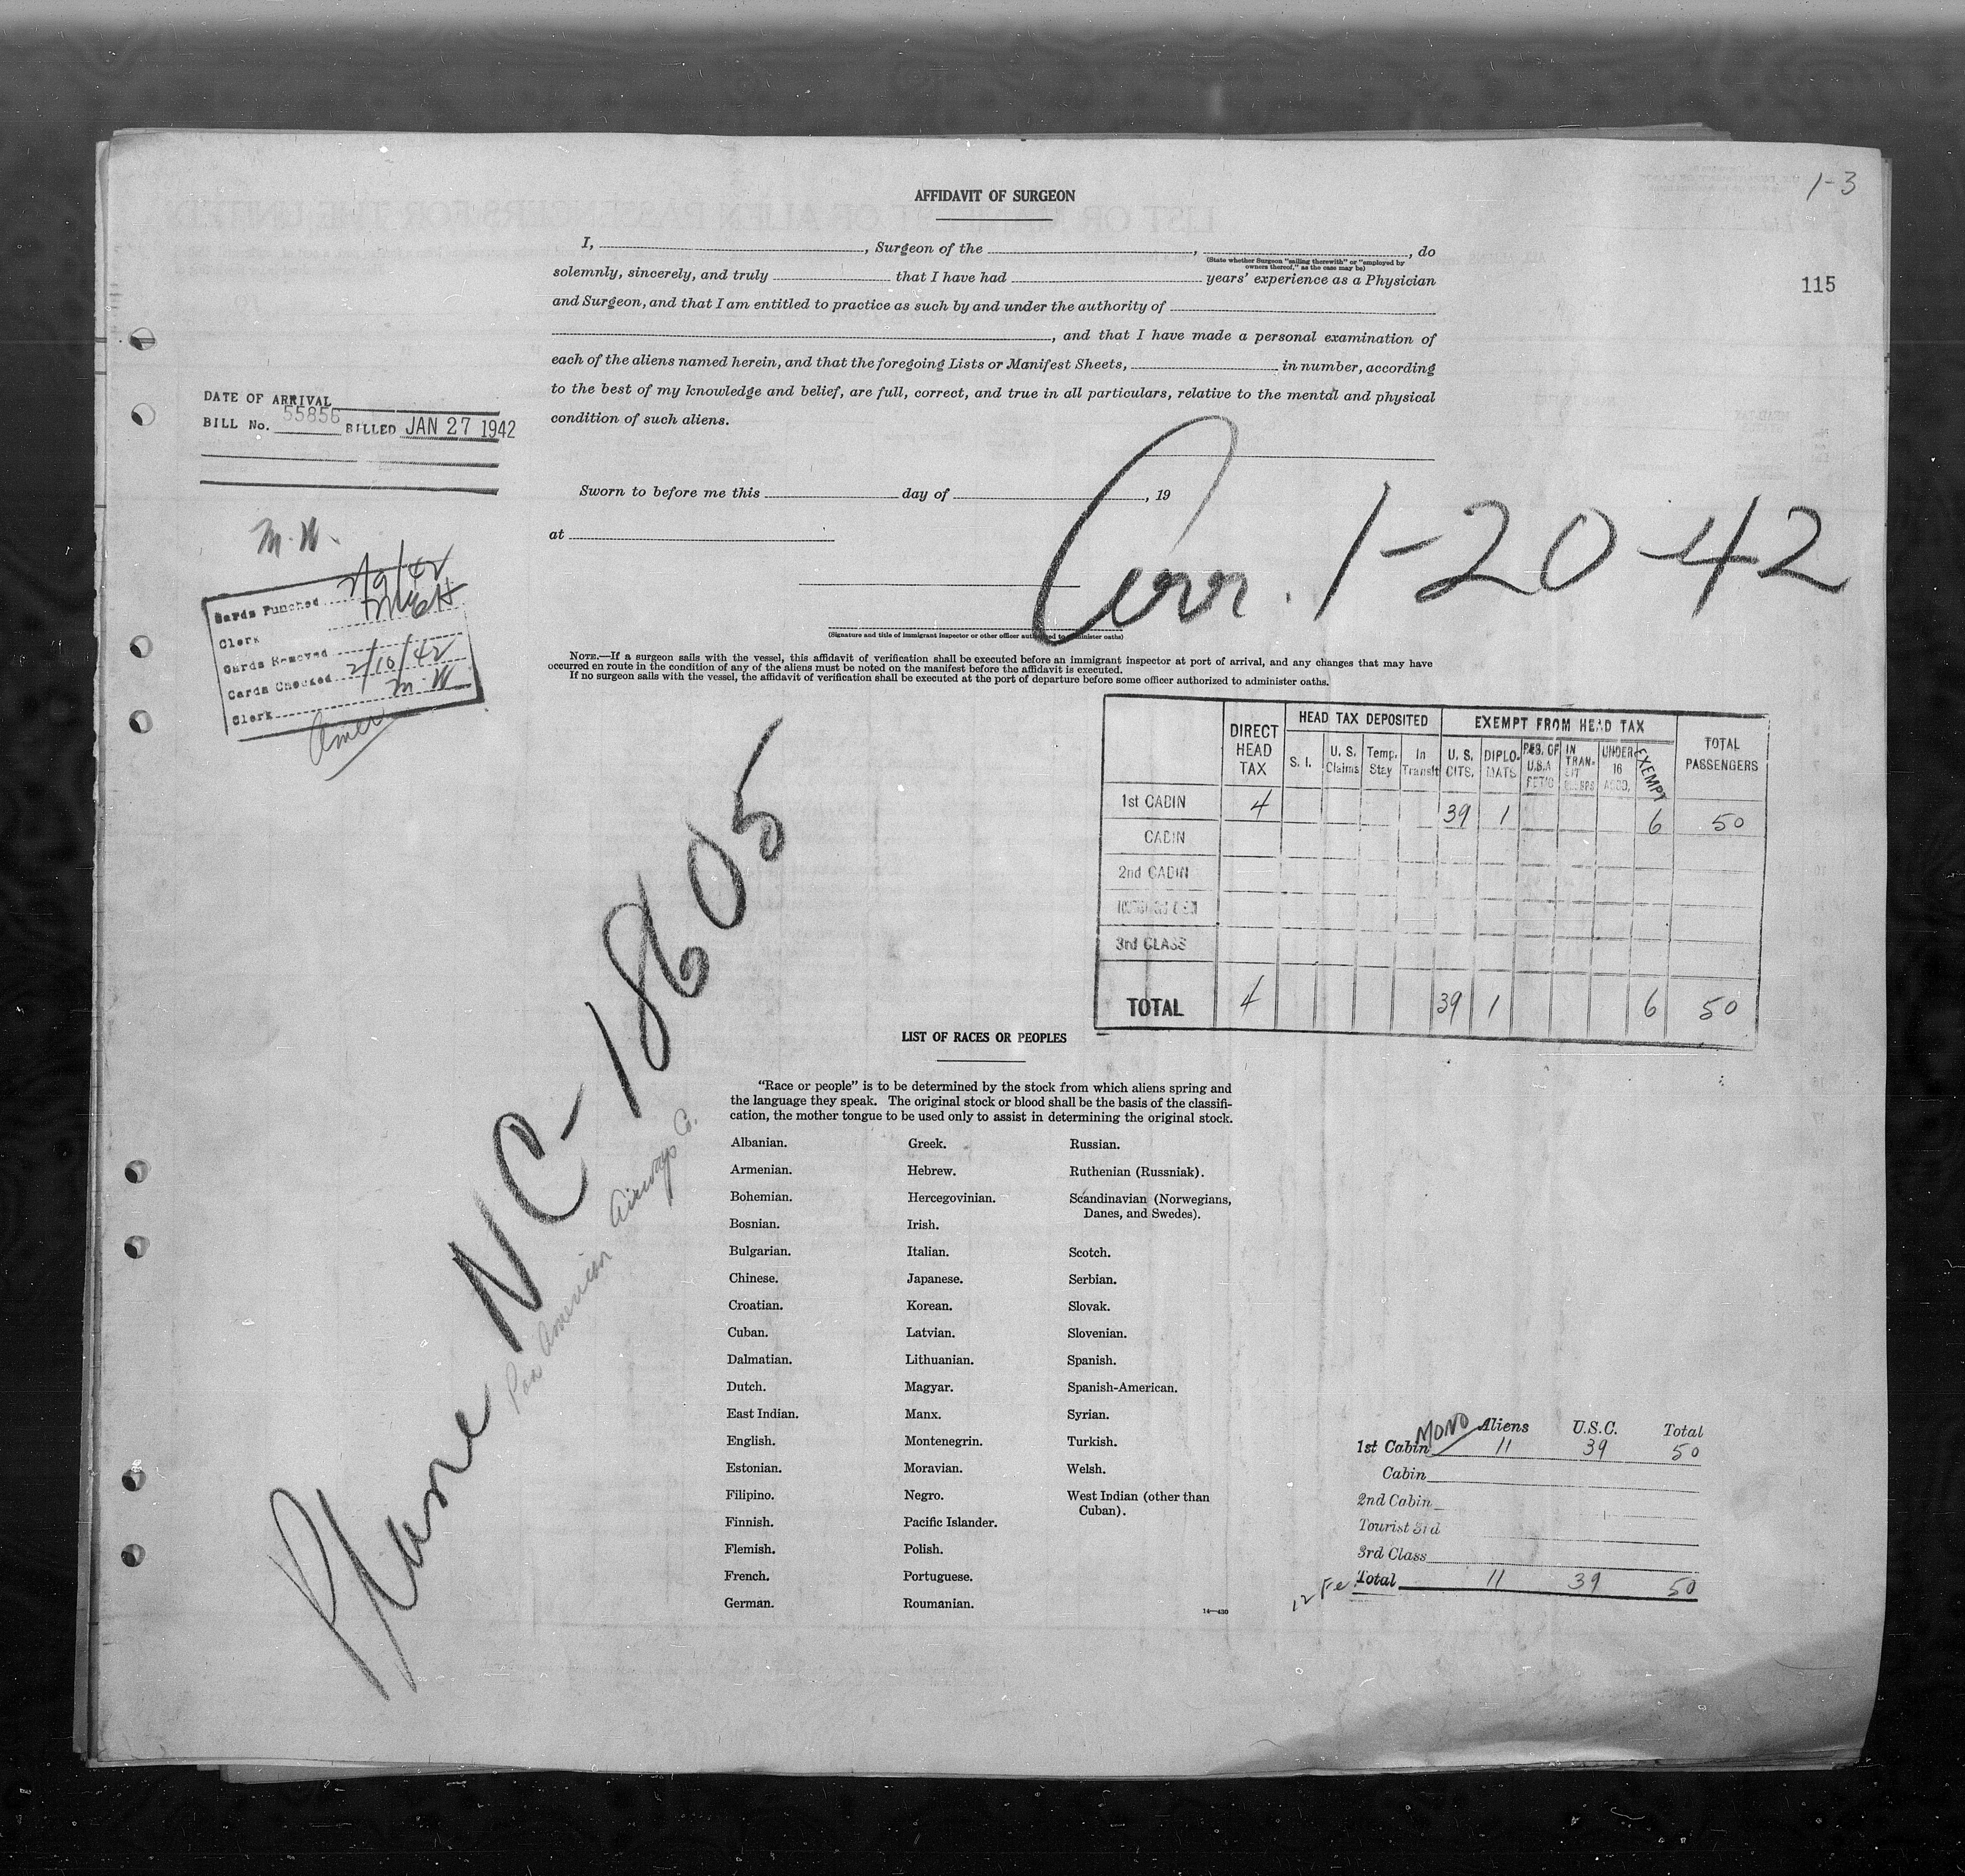 1-3
115
AFFIDAVIT OF SURGEON
I, , Surgeon of the , , do
(State whether Surgeon "sailing therewith" or "employed by
owners thereof," as the case may be)
solemnly, sincerely, and truly that I have had years' experience as a Physician
and Surgeon, and that I am entitled to practice as such by and under the authority of
, and that I have made a personal examination of
each of the aliens named herein, and that the foregoing Lists or Manifest Sheets, in number, according
to the best of my knowledge and belief, are full, correct, and true in all particulars, relative to the mental and physical
condition of such aliens.
DATE OF ARRIVAL
BILL No. 55856 BILLED JAN 27 1942
Sworn to before me this day of , 19
at
Arr. 1-20-42
(Signature and title of immigrant inspector or other officer authorized to administer oaths)
NOTE.—If a surgeon sails with the vessel, this affidavit of verification shall be executed before an immigrant inspector at port of arrival, and any changes that may have
occurred en route in the condition of any of the aliens must be noted on the manifest before the affidavit is executed.
If no surgeon sails with the vessel, the affidavit of verification shall be executed at the port of departure before some officer authorized to administer oaths.
M. W.
Cards Punched 2/9/42
Clerk
Cards Removed
Cards Checked 2/10/42
Clerk M. W
Amer
DIRECT HEAD TAX
HEAD TAX DEPOSITED
EXEMPT FROM HEAD TAX
TOTAL PASSENGERS
S. I. U. S. Claims Temp. Stay In Transit U. S. CITS. DIPLO- MATS RES. OF U.S.A IN TRAN- SIT UNDER 16 EXEMPT
1st CABIN 4 39 1 6 50
CABIN
2nd CABIN
3rd CLASS
TOTAL 4 39 1 6 50
Plane NC-18605
Pan American Airways Co.
LIST OF RACES OR PEOPLES
"Race or people" is to be determined by the stock from which aliens spring and
the language they speak. The original stock or blood shall be the basis of the classifi-
cation, the mother tongue to be used only to assist in determining the original stock.
Albanian. Greek. Russian.
Armenian. Hebrew. Ruthenian (Russniak).
Bohemian. Hercegovinian. Scandinavian (Norwegians,
Danes, and Swedes).
Bosnian. Irish.
Bulgarian. Italian. Scotch.
Chinese. Japanese. Serbian.
Croatian. Korean. Slovak.
Cuban. Latvian. Slovenian.
Dalmatian. Lithuanian. Spanish.
Dutch. Magyar. Spanish-American.
East Indian. Manx. Syrian.
English. Montenegrin. Turkish.
Estonian. Moravian. Welsh.
Filipino. Negro. West Indian (other than
Cuban).
Finnish. Pacific Islander.
Flemish. Polish.
French. Portuguese.
German. Roumanian.
14—430
MONO Aliens U.S.C. Total
1st Cabin 11 39 50
Cabin
2nd Cabin
Tourist 3rd
3rd Class
12 Fe Total 11 39 50